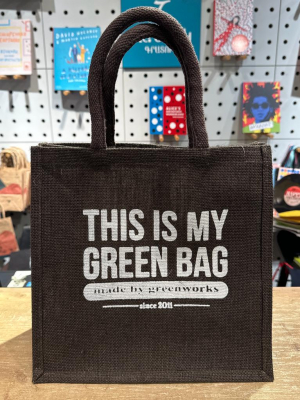 THIS IS MY
GREEN BAG
made by greenworks
since 2011